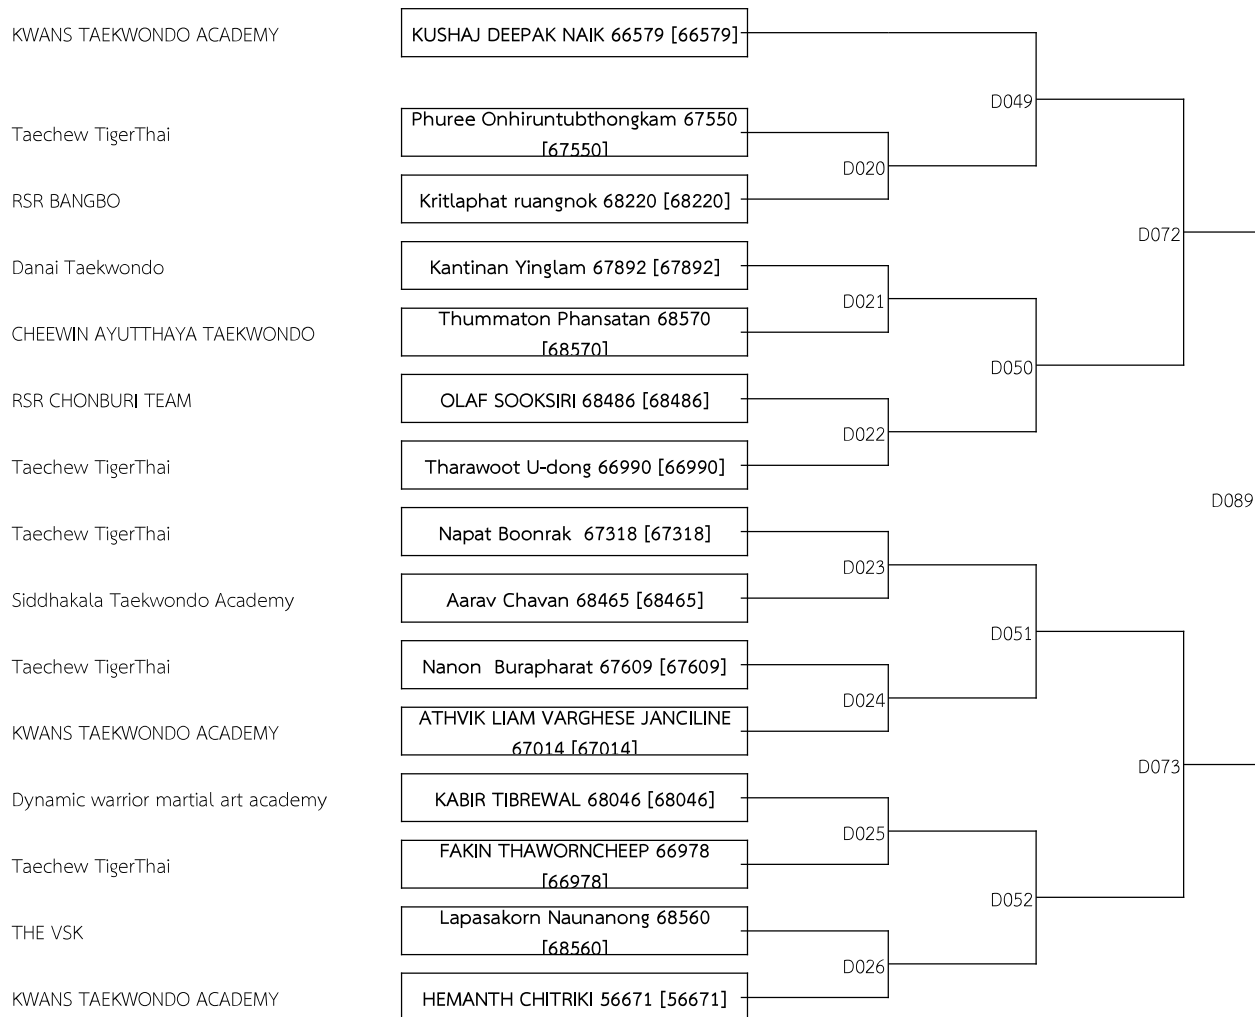 KWANS TAEKWONDO ACADEMY
KUSHAJ DEEPAK NAIK 66579 [66579]
D049
Taechew TigerThai
Phuree Onhiruntubthongkam 67550
[67550]
D020
RSR BANGBO
Kritlaphat ruangnok 68220 [68220]
D072
Danai Taekwondo
Kantinan Yinglam 67892 [67892]
D021
CHEEWIN AYUTTHAYA TAEKWONDO
Thummaton Phansatan 68570
[68570]
D050
RSR CHONBURI TEAM
OLAF SOOKSIRI 68486 [68486]
D022
Taechew TigerThai
Tharawoot U-dong 66990 [66990]
D089
Taechew TigerThai
Napat Boonrak 67318 [67318]
D023
Siddhakala Taekwondo Academy
Aarav Chavan 68465 [68465]
D051
Taechew TigerThai
Nanon Burapharat 67609 [67609]
D024
KWANS TAEKWONDO ACADEMY
ATHVIK LIAM VARGHESE JANCILINE
67014 [67014]
D073
Dynamic warrior martial art academy
KABIR TIBREWAL 68046 [68046]
D025
Taechew TigerThai
FAKIN THAWORNCHEEP 66978
[66978]
D052
THE VSK
Lapasakorn Naunanong 68560
[68560]
D026
KWANS TAEKWONDO ACADEMY
HEMANTH CHITRIKI 56671 [56671]